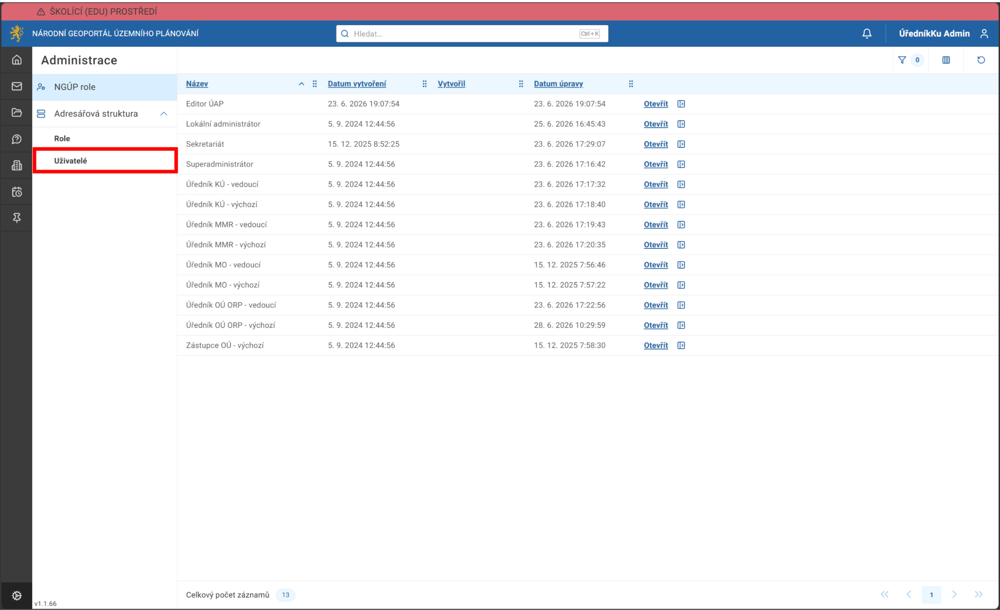 ŠKOLÍCÍ (EDU) PROSTŘEDÍ
NÁRODNÍ GEOPORTÁL ÚZEMNÍHO PLÁNOVÁNÍ
Hledat...
Ctrl + K
ÚředníkKu Admin
Administrace
0
NGÚP role
Adresářová struktura
Role
Uživatelé
Název Datum vytvoření Vytvořil Datum úpravy
Editor ÚAP 23. 6. 2026 19:07:54 23. 6. 2026 19:07:54 Otevřít
Lokální administrátor 5. 9. 2024 12:44:56 25. 6. 2026 16:45:43 Otevřít
Sekretariát 15. 12. 2025 8:52:25 23. 6. 2026 17:29:07 Otevřít
Superadministrátor 5. 9. 2024 12:44:56 23. 6. 2026 17:16:42 Otevřít
Úředník KÚ - vedoucí 5. 9. 2024 12:44:56 23. 6. 2026 17:17:32 Otevřít
Úředník KÚ - výchozí 5. 9. 2024 12:44:56 23. 6. 2026 17:18:40 Otevřít
Úředník MMR - vedoucí 5. 9. 2024 12:44:56 23. 6. 2026 17:19:43 Otevřít
Úředník MMR - výchozí 5. 9. 2024 12:44:56 23. 6. 2026 17:20:35 Otevřít
Úředník MO - vedoucí 5. 9. 2024 12:44:56 15. 12. 2025 7:56:46 Otevřít
Úředník MO - výchozí 5. 9. 2024 12:44:56 15. 12. 2025 7:57:22 Otevřít
Úředník OÚ ORP - vedoucí 5. 9. 2024 12:44:56 23. 6. 2026 17:22:56 Otevřít
Úředník OÚ ORP - výchozí 5. 9. 2024 12:44:56 28. 6. 2026 10:29:59 Otevřít
Zástupce OÚ - výchozí 5. 9. 2024 12:44:56 15. 12. 2025 7:58:30 Otevřít
Celkový počet záznamů 13
1
v1.1.66